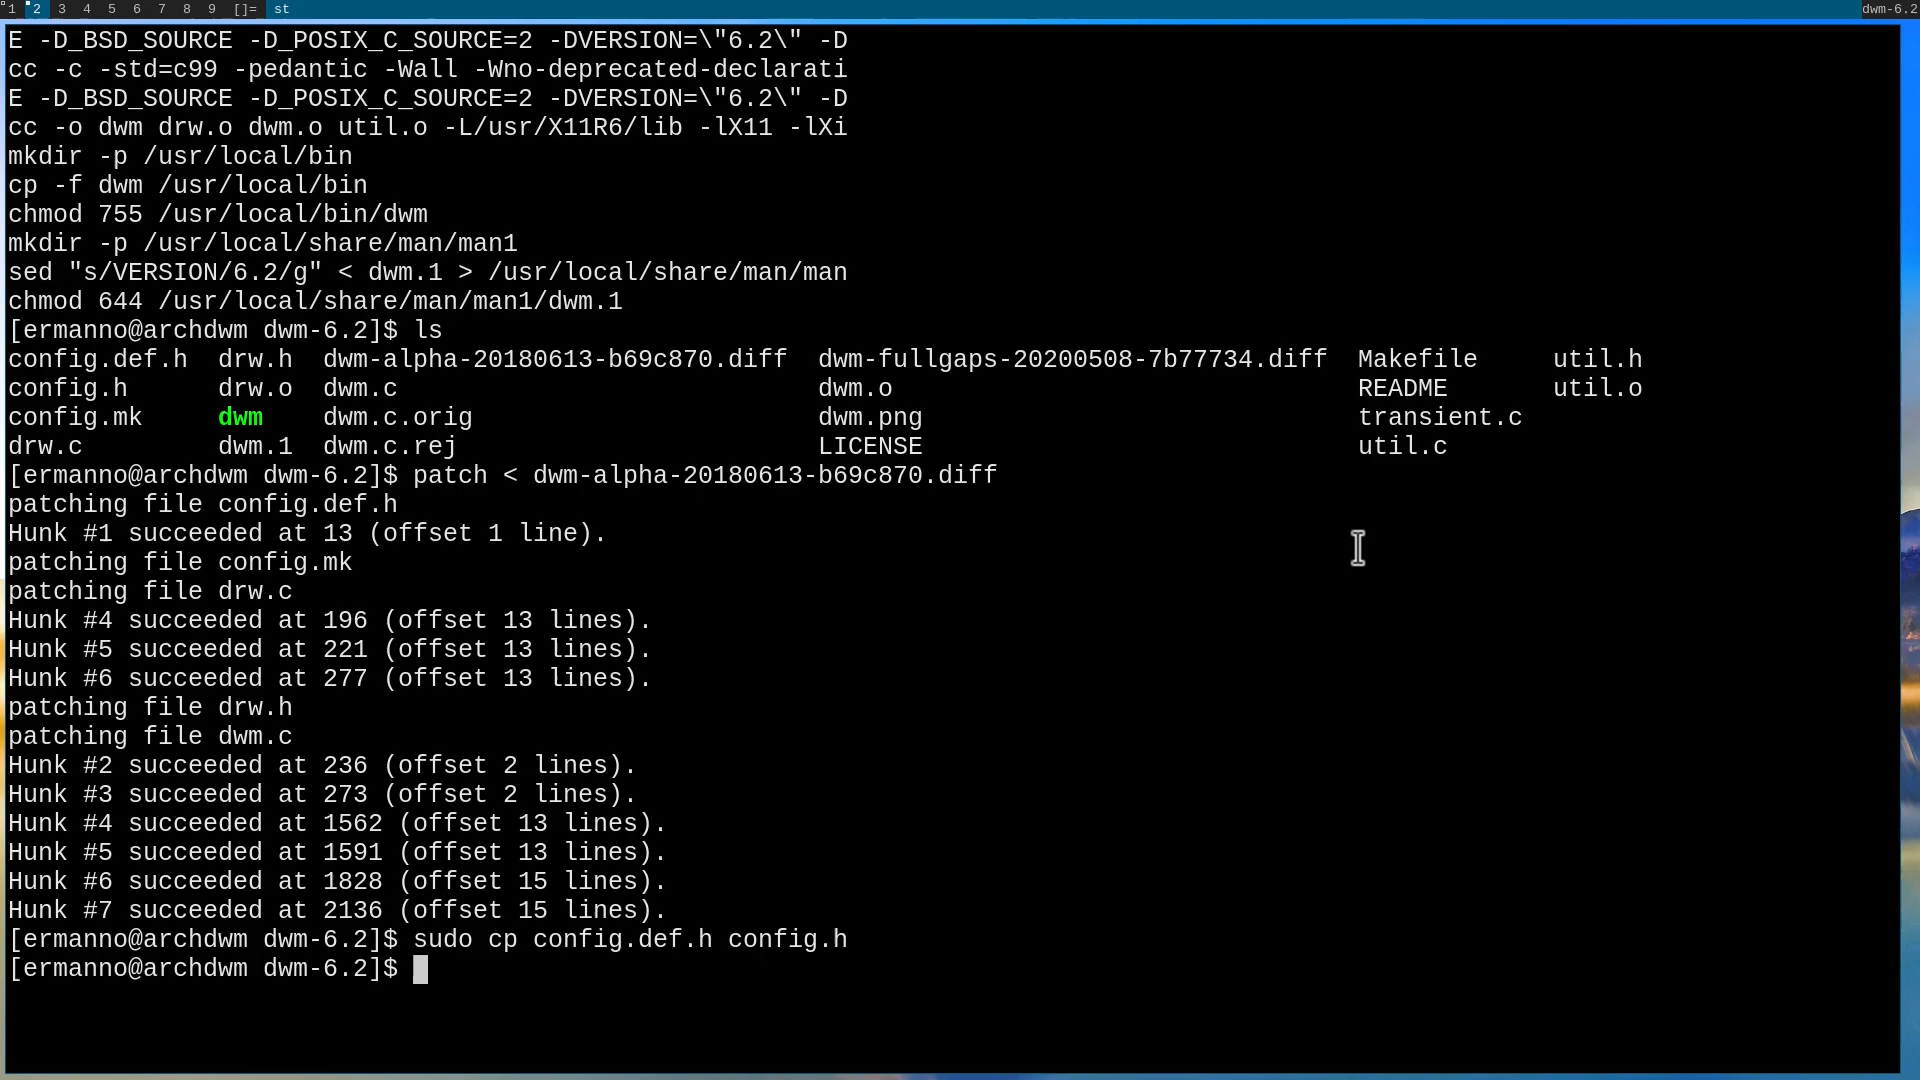 1 2 3 4 5 6 7 8 9 []= st dwm-6.2
E -D_BSD_SOURCE -D_POSIX_C_SOURCE=2 -DVERSION=\"6.2\" -D
cc -c -std=c99 -pedantic -Wall -Wno-deprecated-declarati
E -D_BSD_SOURCE -D_POSIX_C_SOURCE=2 -DVERSION=\"6.2\" -D
cc -o dwm drw.o dwm.o util.o -L/usr/X11R6/lib -lX11 -lXi
mkdir -p /usr/local/bin
cp -f dwm /usr/local/bin
chmod 755 /usr/local/bin/dwm
mkdir -p /usr/local/share/man/man1
sed "s/VERSION/6.2/g" < dwm.1 > /usr/local/share/man/man
chmod 644 /usr/local/share/man/man1/dwm.1
[ermanno@archdwm dwm-6.2]$ ls
config.def.h  drw.h  dwm-alpha-20180613-b69c870.diff  dwm-fullgaps-20200508-7b77734.diff  Makefile     util.h
config.h      drw.o  dwm.c                            dwm.o                               README       util.o
config.mk     dwm    dwm.c.orig                       dwm.png                             transient.c
drw.c         dwm.1  dwm.c.rej                        LICENSE                             util.c
[ermanno@archdwm dwm-6.2]$ patch < dwm-alpha-20180613-b69c870.diff
patching file config.def.h
Hunk #1 succeeded at 13 (offset 1 line).
patching file config.mk
patching file drw.c
Hunk #4 succeeded at 196 (offset 13 lines).
Hunk #5 succeeded at 221 (offset 13 lines).
Hunk #6 succeeded at 277 (offset 13 lines).
patching file drw.h
patching file dwm.c
Hunk #2 succeeded at 236 (offset 2 lines).
Hunk #3 succeeded at 273 (offset 2 lines).
Hunk #4 succeeded at 1562 (offset 13 lines).
Hunk #5 succeeded at 1591 (offset 13 lines).
Hunk #6 succeeded at 1828 (offset 15 lines).
Hunk #7 succeeded at 2136 (offset 15 lines).
[ermanno@archdwm dwm-6.2]$ sudo cp config.def.h config.h
[ermanno@archdwm dwm-6.2]$